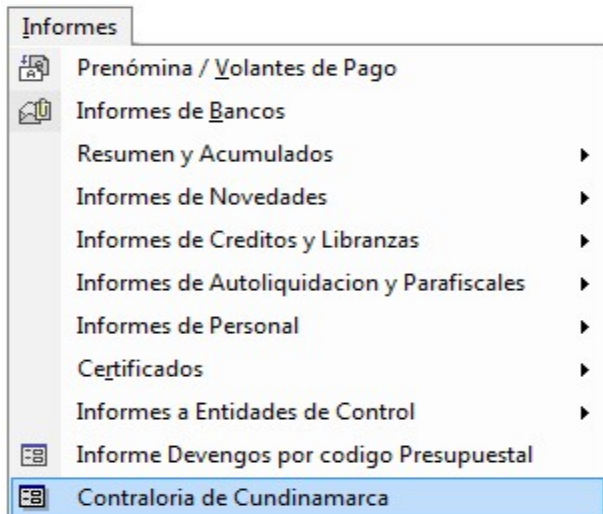 Informes
Prenómina / Volantes de Pago
Informes de Bancos
Resumen y Acumulados
Informes de Novedades
Informes de Creditos y Libranzas
Informes de Autoliquidacion y Parafiscales
Informes de Personal
Certificados
Informes a Entidades de Control
Informe Devengos por codigo Presupuestal
Contraloria de Cundinamarca